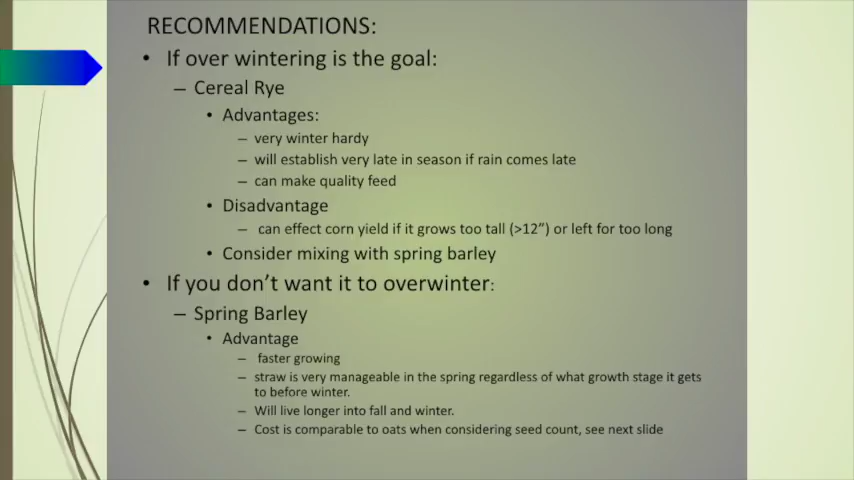 RECOMMENDATIONS:
• If over wintering is the goal:
– Cereal Rye
• Advantages:
– very winter hardy
– will establish very late in season if rain comes late
– can make quality feed
• Disadvantage
– can effect corn yield if it grows too tall (>12”) or left for too long
• Consider mixing with spring barley
• If you don’t want it to overwinter:
– Spring Barley
• Advantage
– faster growing
– straw is very manageable in the spring regardless of what growth stage it gets
to before winter.
– Will live longer into fall and winter.
– Cost is comparable to oats when considering seed count, see next slide